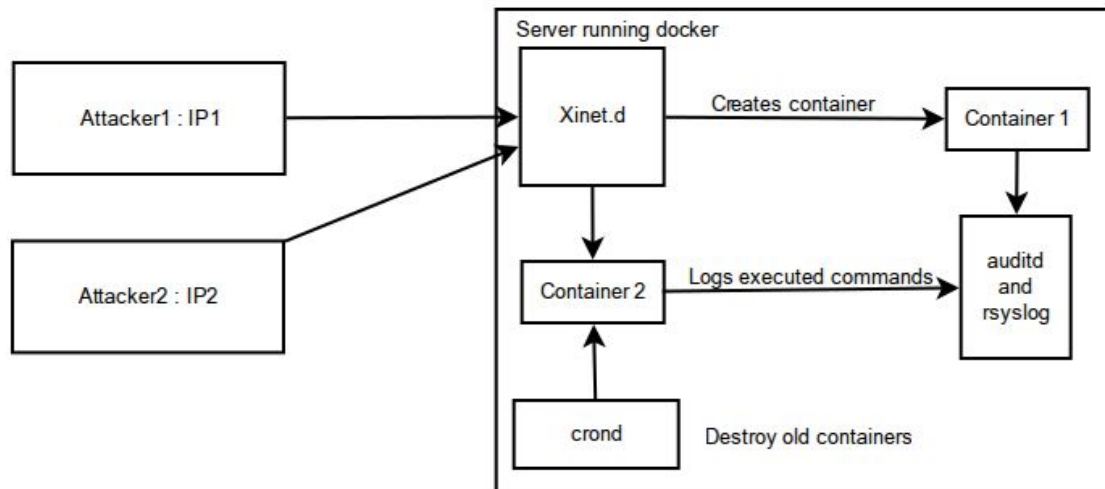 Server running docker
Attacker1 : IP1
Xinet.d
Creates container
Container 1
Attacker2 : IP2
Container 2
Logs executed commands
auditd
and
rsyslog
crond
Destroy old containers